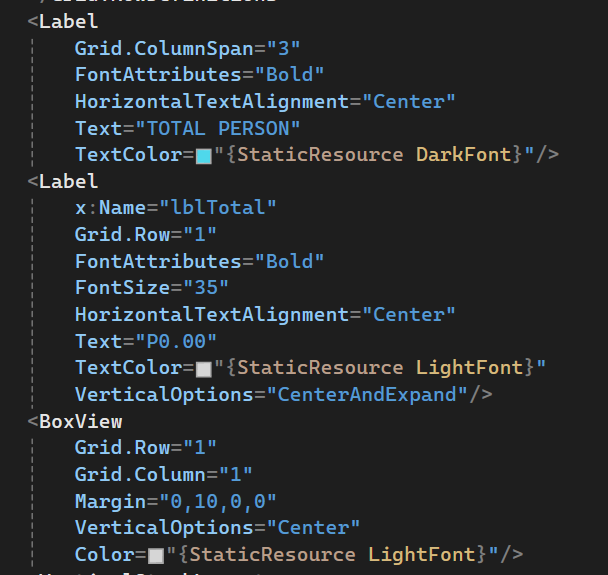 <Label
Grid.ColumnSpan="3"
FontAttributes="Bold"
HorizontalTextAlignment="Center"
Text="TOTAL PERSON"
TextColor="{StaticResource DarkFont}"/>
<Label
x:Name="lblTotal"
Grid.Row="1"
FontAttributes="Bold"
FontSize="35"
HorizontalTextAlignment="Center"
Text="P0.00"
TextColor="{StaticResource LightFont}"
VerticalOptions="CenterAndExpand"/>
<BoxView
Grid.Row="1"
Grid.Column="1"
Margin="0,10,0,0"
VerticalOptions="Center"
Color="{StaticResource LightFont}"/>